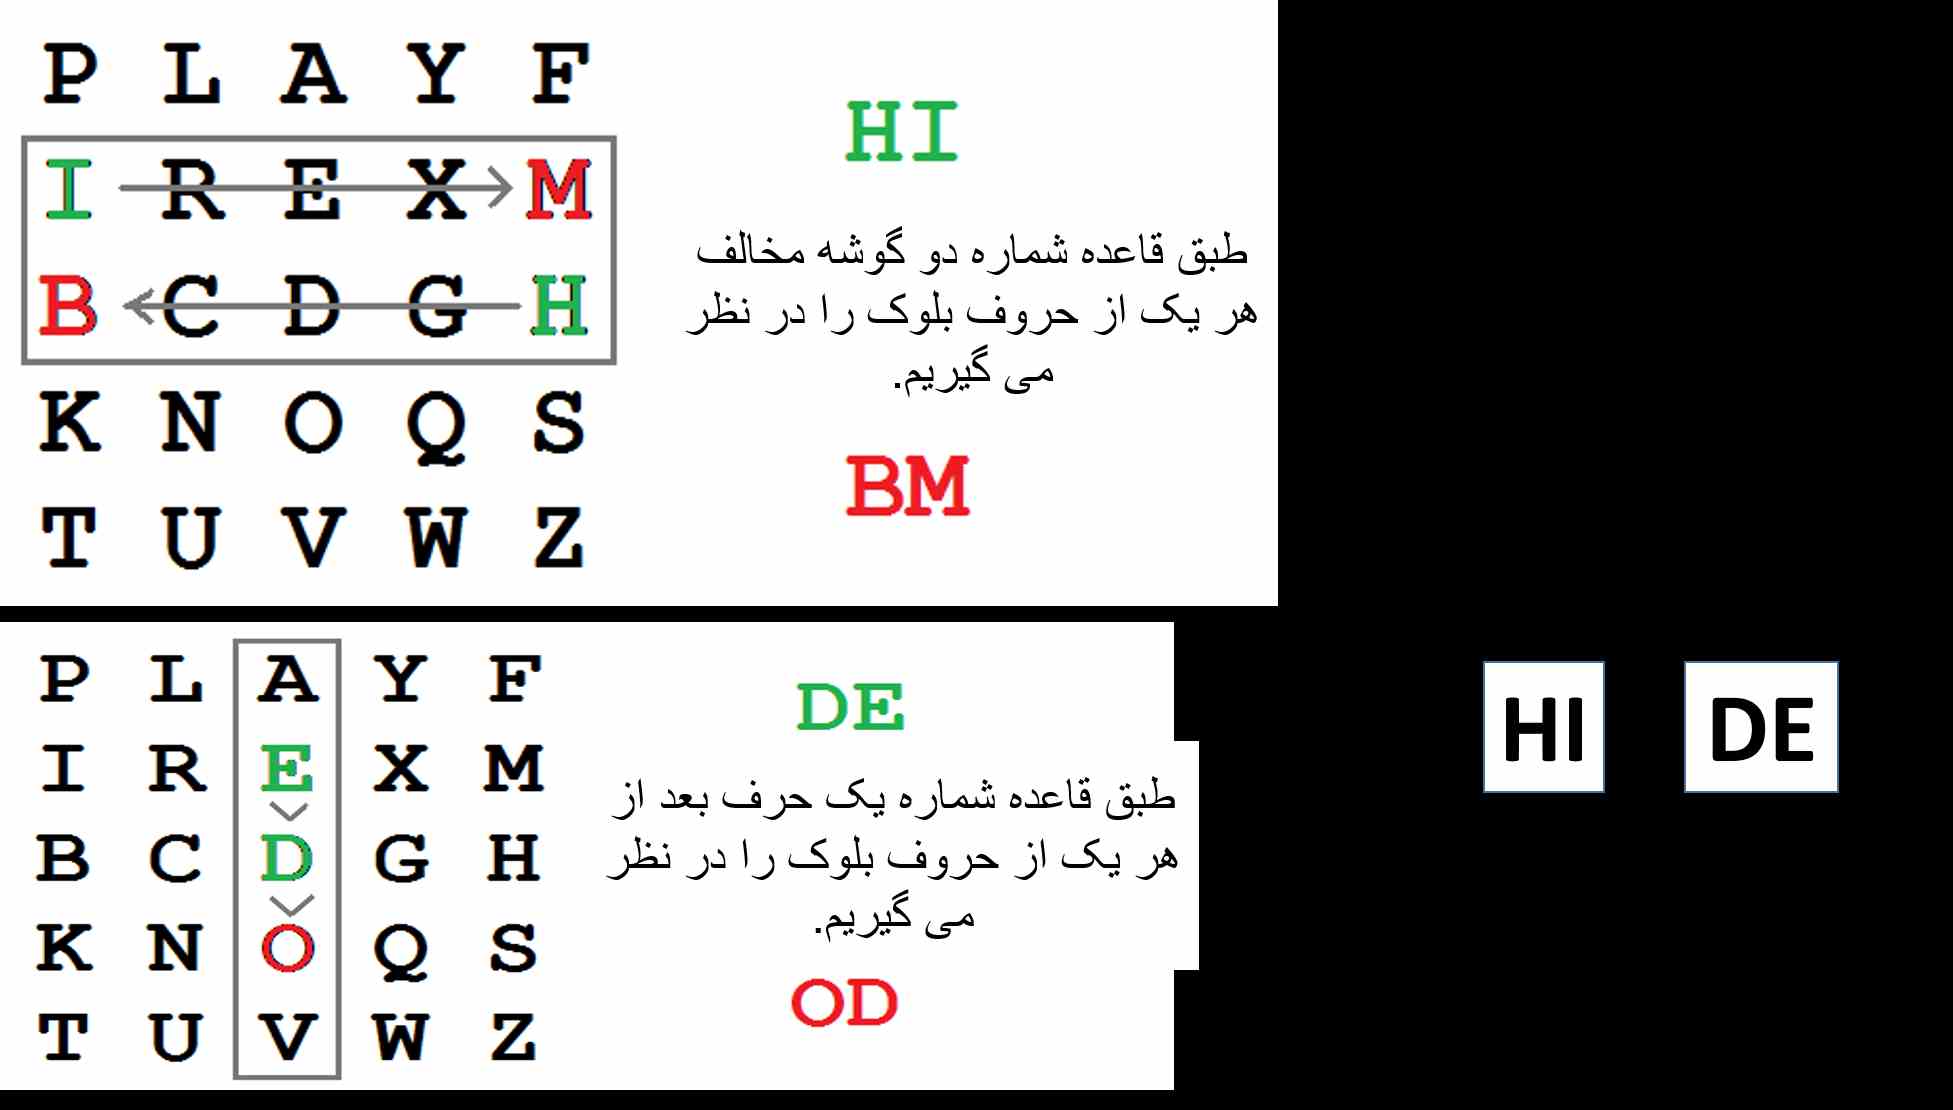 P L A Y F
I R E X M
B C D G H
K N O Q S
T U V W Z
HI
طبق قاعده شماره دو گوشه مخالف
هر یک از حروف بلوک را در نظر
می گیریم.
BM
P L A Y F
I R E X M
B C D G H
K N O Q S
T U V W Z
DE
طبق قاعده شماره یک حرف بعد از
هر یک از حروف بلوک را در نظر
می گیریم.
OD
HI DE